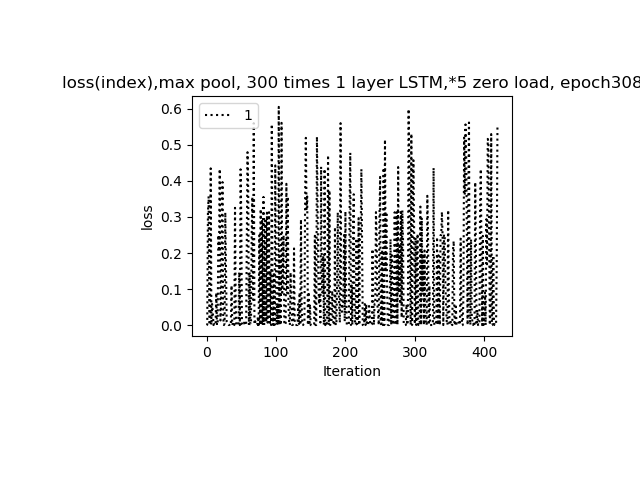 loss(index),max pool, 300 times 1 layer LSTM,*5 zero load, epoch308
1
0.6
0.5
0.4
0.3
0.2
0.1
0.0
loss
0 100 200 300 400
Iteration